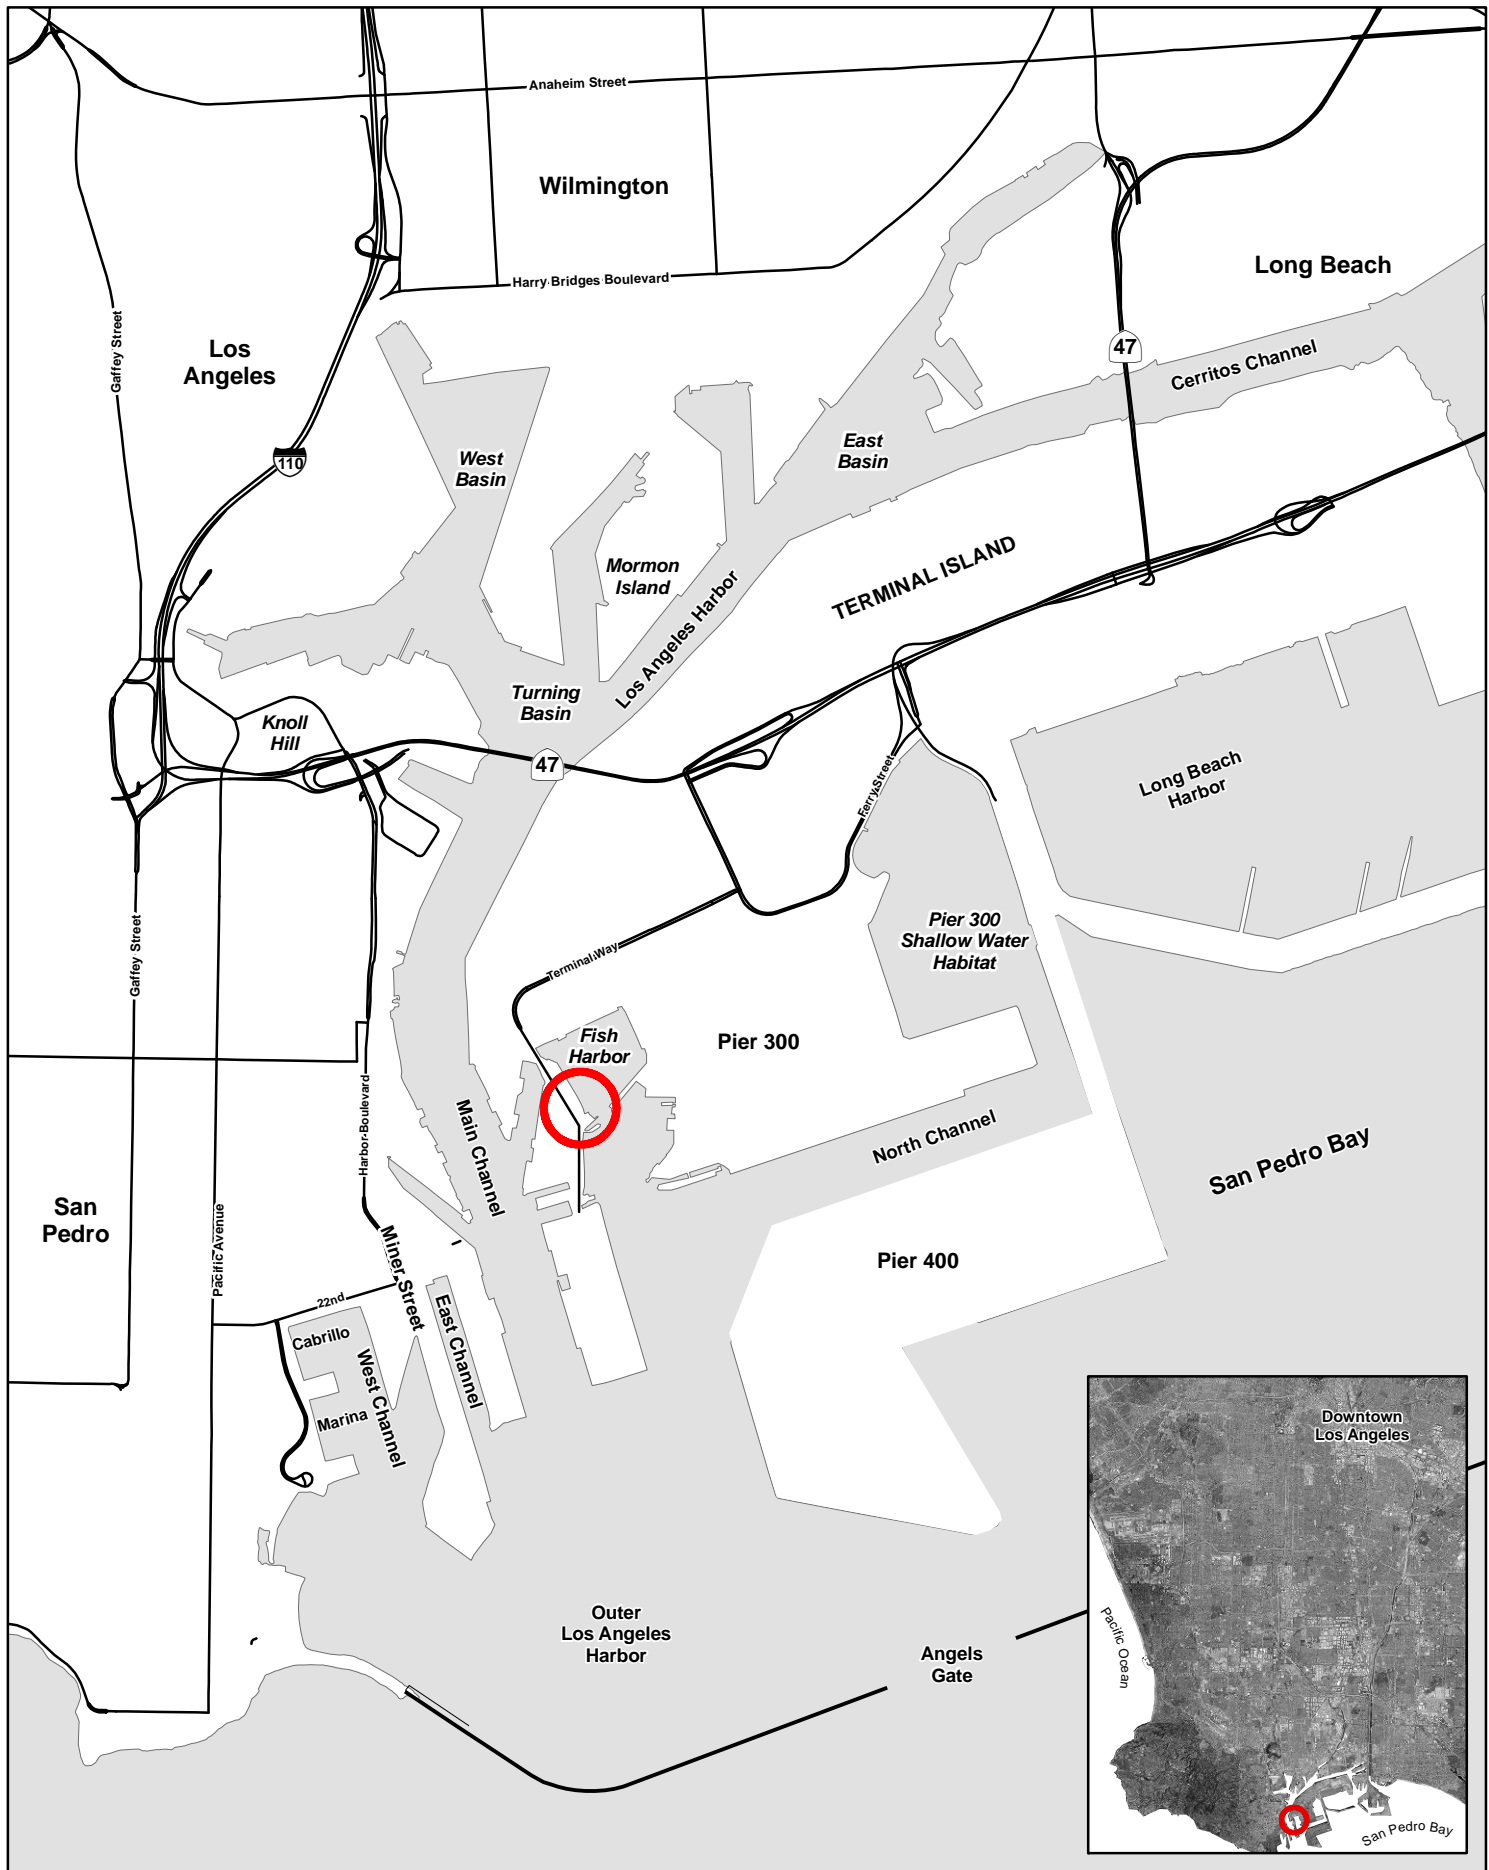 Anaheim Street
Wilmington
Long Beach
Harry Bridges Boulevard
Gaffey Street
Los
Angeles
47
Cerritos Channel
110
West
Basin
East
Basin
Mormon
Island
TERMINAL ISLAND
Los Angeles Harbor
Turning
Basin
Knoll
Hill
47
Long Beach
Harbor
Ferry Street
Gaffey Street
Pier 300
Shallow Water
Habitat
Terminal Way
Fish
Harbor
Pier 300
Harbor Boulevard
Main Channel
North Channel
San Pedro Bay
San
Pedro
Pacific Avenue
Miner Street
Pier 400
22nd
East Channel
Cabrillo
West Channel
Marina
Downtown
Los Angeles
Pacific Ocean
Outer
Los Angeles
Harbor
Angels
Gate
San Pedro Bay